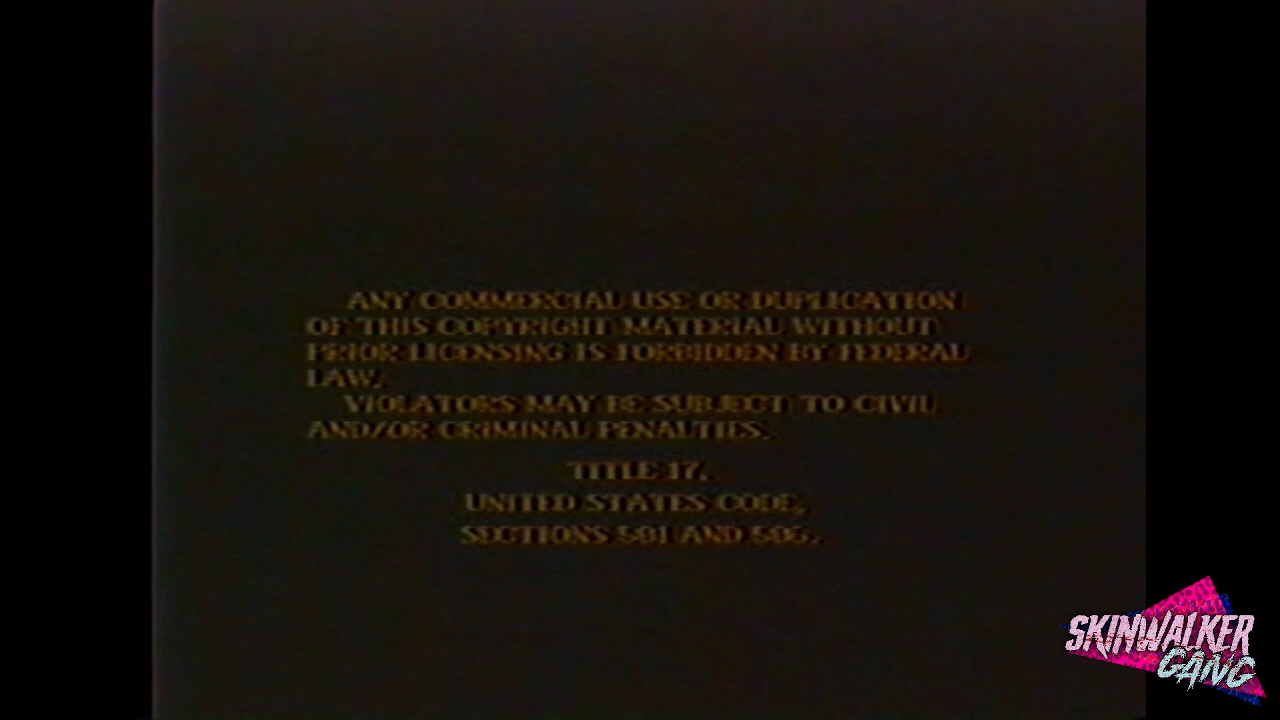 ANY COMMERCIAL USE OR DUPLICATION
OF THIS COPYRIGHT MATERIAL WITHOUT
PRIOR LICENSING IS FORBIDDEN BY FEDERAL
LAW.
VIOLATORS MAY BE SUBJECT TO CIVIL
AND/OR CRIMINAL PENALTIES.
TITLE 17,
UNITED STATES CODE,
SECTIONS 501 AND 506.
SKINWALKER
GANG